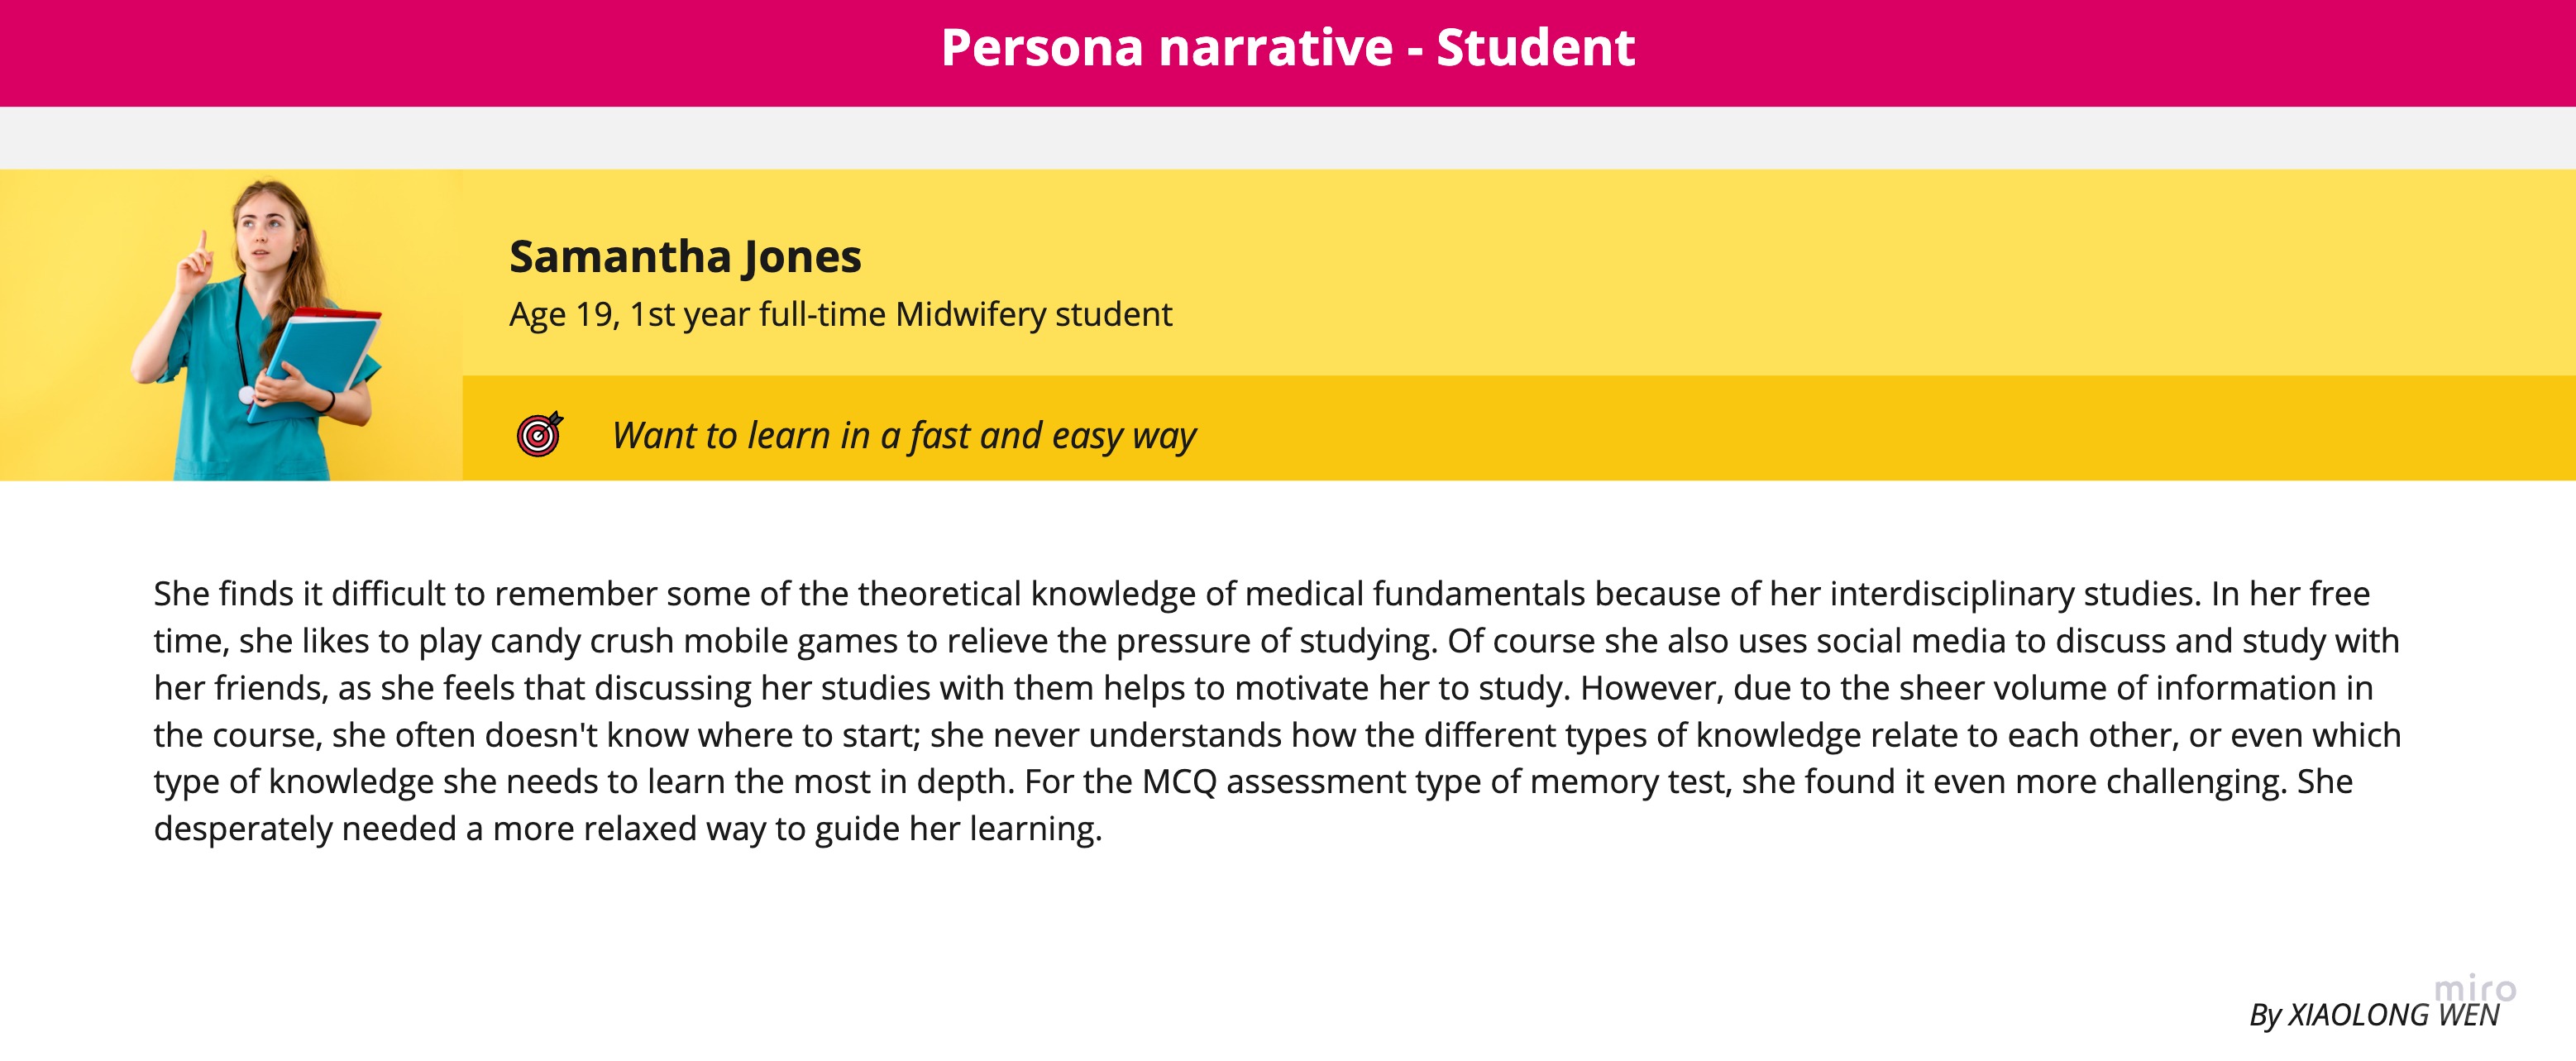 Persona narrative - Student
Samantha Jones
Age 19, 1st year full-time Midwifery student
Want to learn in a fast and easy way
She finds it difficult to remember some of the theoretical knowledge of medical fundamentals because of her interdisciplinary studies. In her free
time, she likes to play candy crush mobile games to relieve the pressure of studying. Of course she also uses social media to discuss and study with
her friends, as she feels that discussing her studies with them helps to motivate her to study. However, due to the sheer volume of information in
the course, she often doesn't know where to start; she never understands how the different types of knowledge relate to each other, or even which
type of knowledge she needs to learn the most in depth. For the MCQ assessment type of memory test, she found it even more challenging. She
desperately needed a more relaxed way to guide her learning.
miro
By XIAOLONG WEN